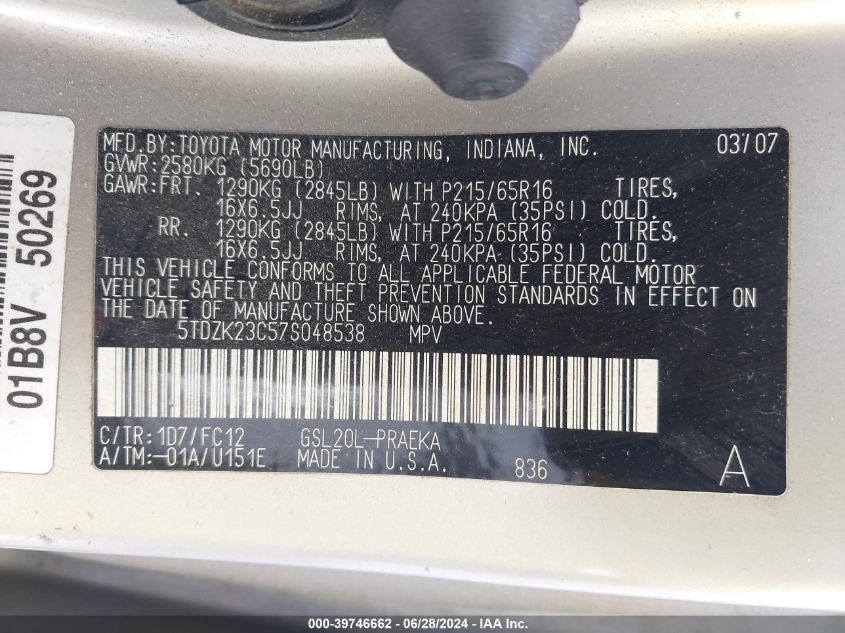 MFD.BY:TOYOTA MOTOR MANUFACTURING, INDIANA, INC. 03/07
GVWR:2580KG (5690LB)
GAWR:FRT. 1290KG (2845LB) WITH P215/65R16 TIRES,
16X6.5JJ RIMS, AT 240KPA (35PSI) COLD.
RR. 1290KG (2845LB) WITH P215/65R16 TIRES,
16X6.5JJ RIMS, AT 240KPA (35PSI) COLD.
THIS VEHICLE CONFORMS TO ALL APPLICABLE FEDERAL MOTOR
VEHICLE SAFETY AND THEFT PREVENTION STANDARDS IN EFFECT ON
THE DATE OF MANUFACTURE SHOWN ABOVE.
5TDZK23C57S048538 MPV
C/TR:1D7/FC12 GSL20L-PRAEKA
A/TM:-01A/U151E MADE IN U.S.A. 836 A
01B8V 50269
000-39746662 - 06/28/2024 - IAA Inc.